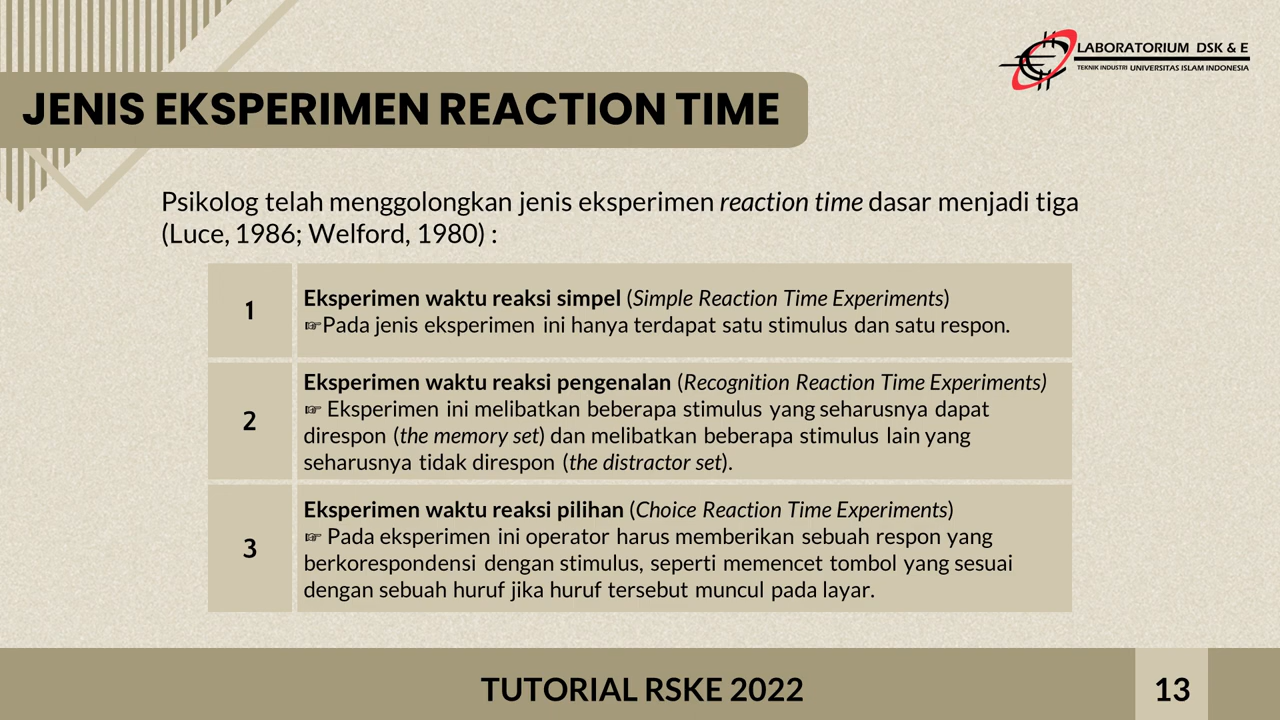 LABORATORIUM DSK & E
TEKNIK INDUSTRI UNIVERSITAS ISLAM INDONESIA
JENIS EKSPERIMEN REACTION TIME
Psikolog telah menggolongkan jenis eksperimen reaction time dasar menjadi tiga
(Luce, 1986; Welford, 1980) :
1
Eksperimen waktu reaksi simpel (Simple Reaction Time Experiments)
☞Pada jenis eksperimen ini hanya terdapat satu stimulus dan satu respon.
2
Eksperimen waktu reaksi pengenalan (Recognition Reaction Time Experiments)
☞ Eksperimen ini melibatkan beberapa stimulus yang seharusnya dapat
direspon (the memory set) dan melibatkan beberapa stimulus lain yang
seharusnya tidak direspon (the distractor set).
3
Eksperimen waktu reaksi pilihan (Choice Reaction Time Experiments)
☞ Pada eksperimen ini operator harus memberikan sebuah respon yang
berkorespondensi dengan stimulus, seperti memencet tombol yang sesuai
dengan sebuah huruf jika huruf tersebut muncul pada layar.
TUTORIAL RSKE 2022
13